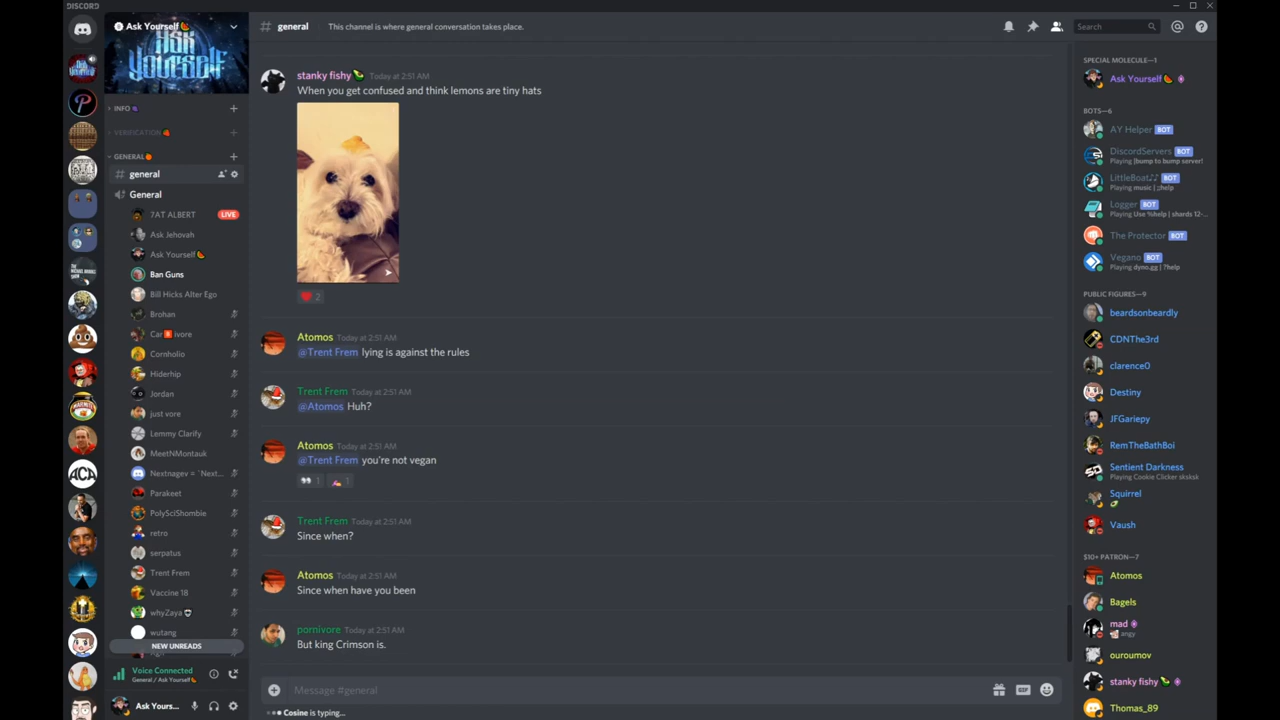 DISCORD
Ask Yourself
ASK
YOURSELF
INFO
VERIFICATION
GENERAL
# general
General
7AT ALBERT LIVE
Ask Jehovah
Ask Yourself
Ban Guns
Bill Hicks Alter Ego
Brohan
Car B ivore
Cornholio
Hiderhip
Jordan
just vore
Lemmy Clarify
MeetNMontauk
Nextnagev = `Next...
Parakeet
PolySciShombie
retro
serpatus
Trent Frem
Vaccine 18
whyZaya
wutang
NEW UNREADS
Voice Connected
General / Ask Yourself
Ask Yours...
# general This channel is where general conversation takes place.
Search
stanky fishy Today at 2:51 AM
When you get confused and think lemons are tiny hats
2
Atomos Today at 2:51 AM
@Trent Frem lying is against the rules
Trent Frem Today at 2:51 AM
@Atomos Huh?
Atomos Today at 2:51 AM
@Trent Frem you're not vegan
1 1
Trent Frem Today at 2:51 AM
Since when?
Atomos Today at 2:51 AM
Since when have you been
pornivore Today at 2:51 AM
But king Crimson is.
Message #general
GIF
Cosine is typing...
SPECIAL MOLECULE—1
Ask Yourself
BOTS—6
AY Helper BOT
DiscordServers BOT
Playing !bump to bump server!
LittleBoat♪♪ BOT
Playing music | ;;help
Logger BOT
Playing Use %help | shards 12-...
The Protector BOT
Vegano BOT
Playing dyno.gg | ?help
PUBLIC FIGURES—9
beardsonbeardly
CDNThe3rd
clarence0
Destiny
JFGariepy
RemTheBathBoi
Sentient Darkness
Playing Cookie Clicker sksksk
Squirrel
Vaush
$10+ PATRON—7
Atomos
Bagels
mad
angy
ouroumov
stanky fishy
Thomas_89
ACA